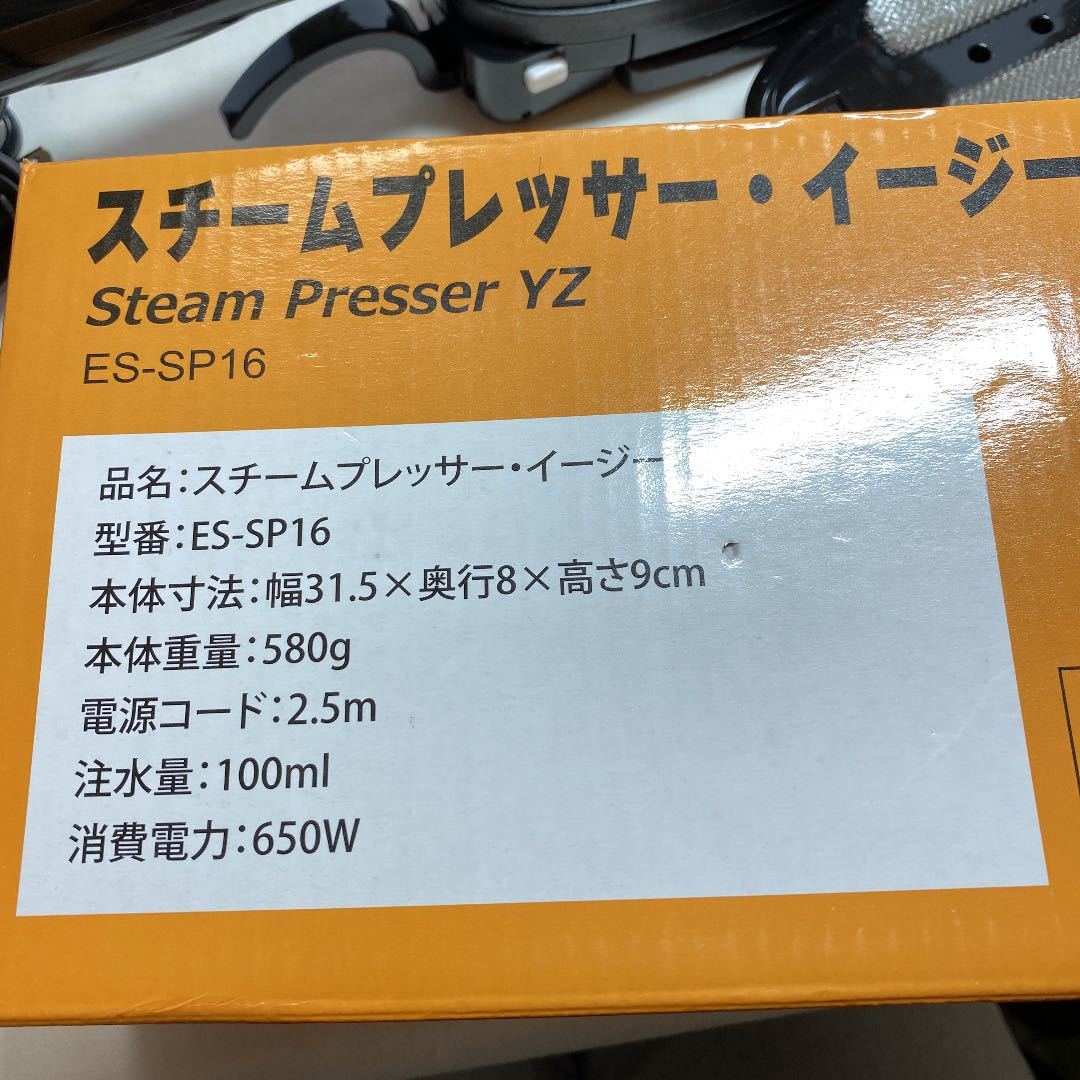 スチームプレッサー・イージー
Steam Presser YZ
ES-SP16
品名：スチームプレッサー・イージー
型番：ES-SP16
本体寸法：幅31.5×奥行8×高さ9cm
本体重量：580g
電源コード：2.5m
注水量：100ml
消費電力：650W